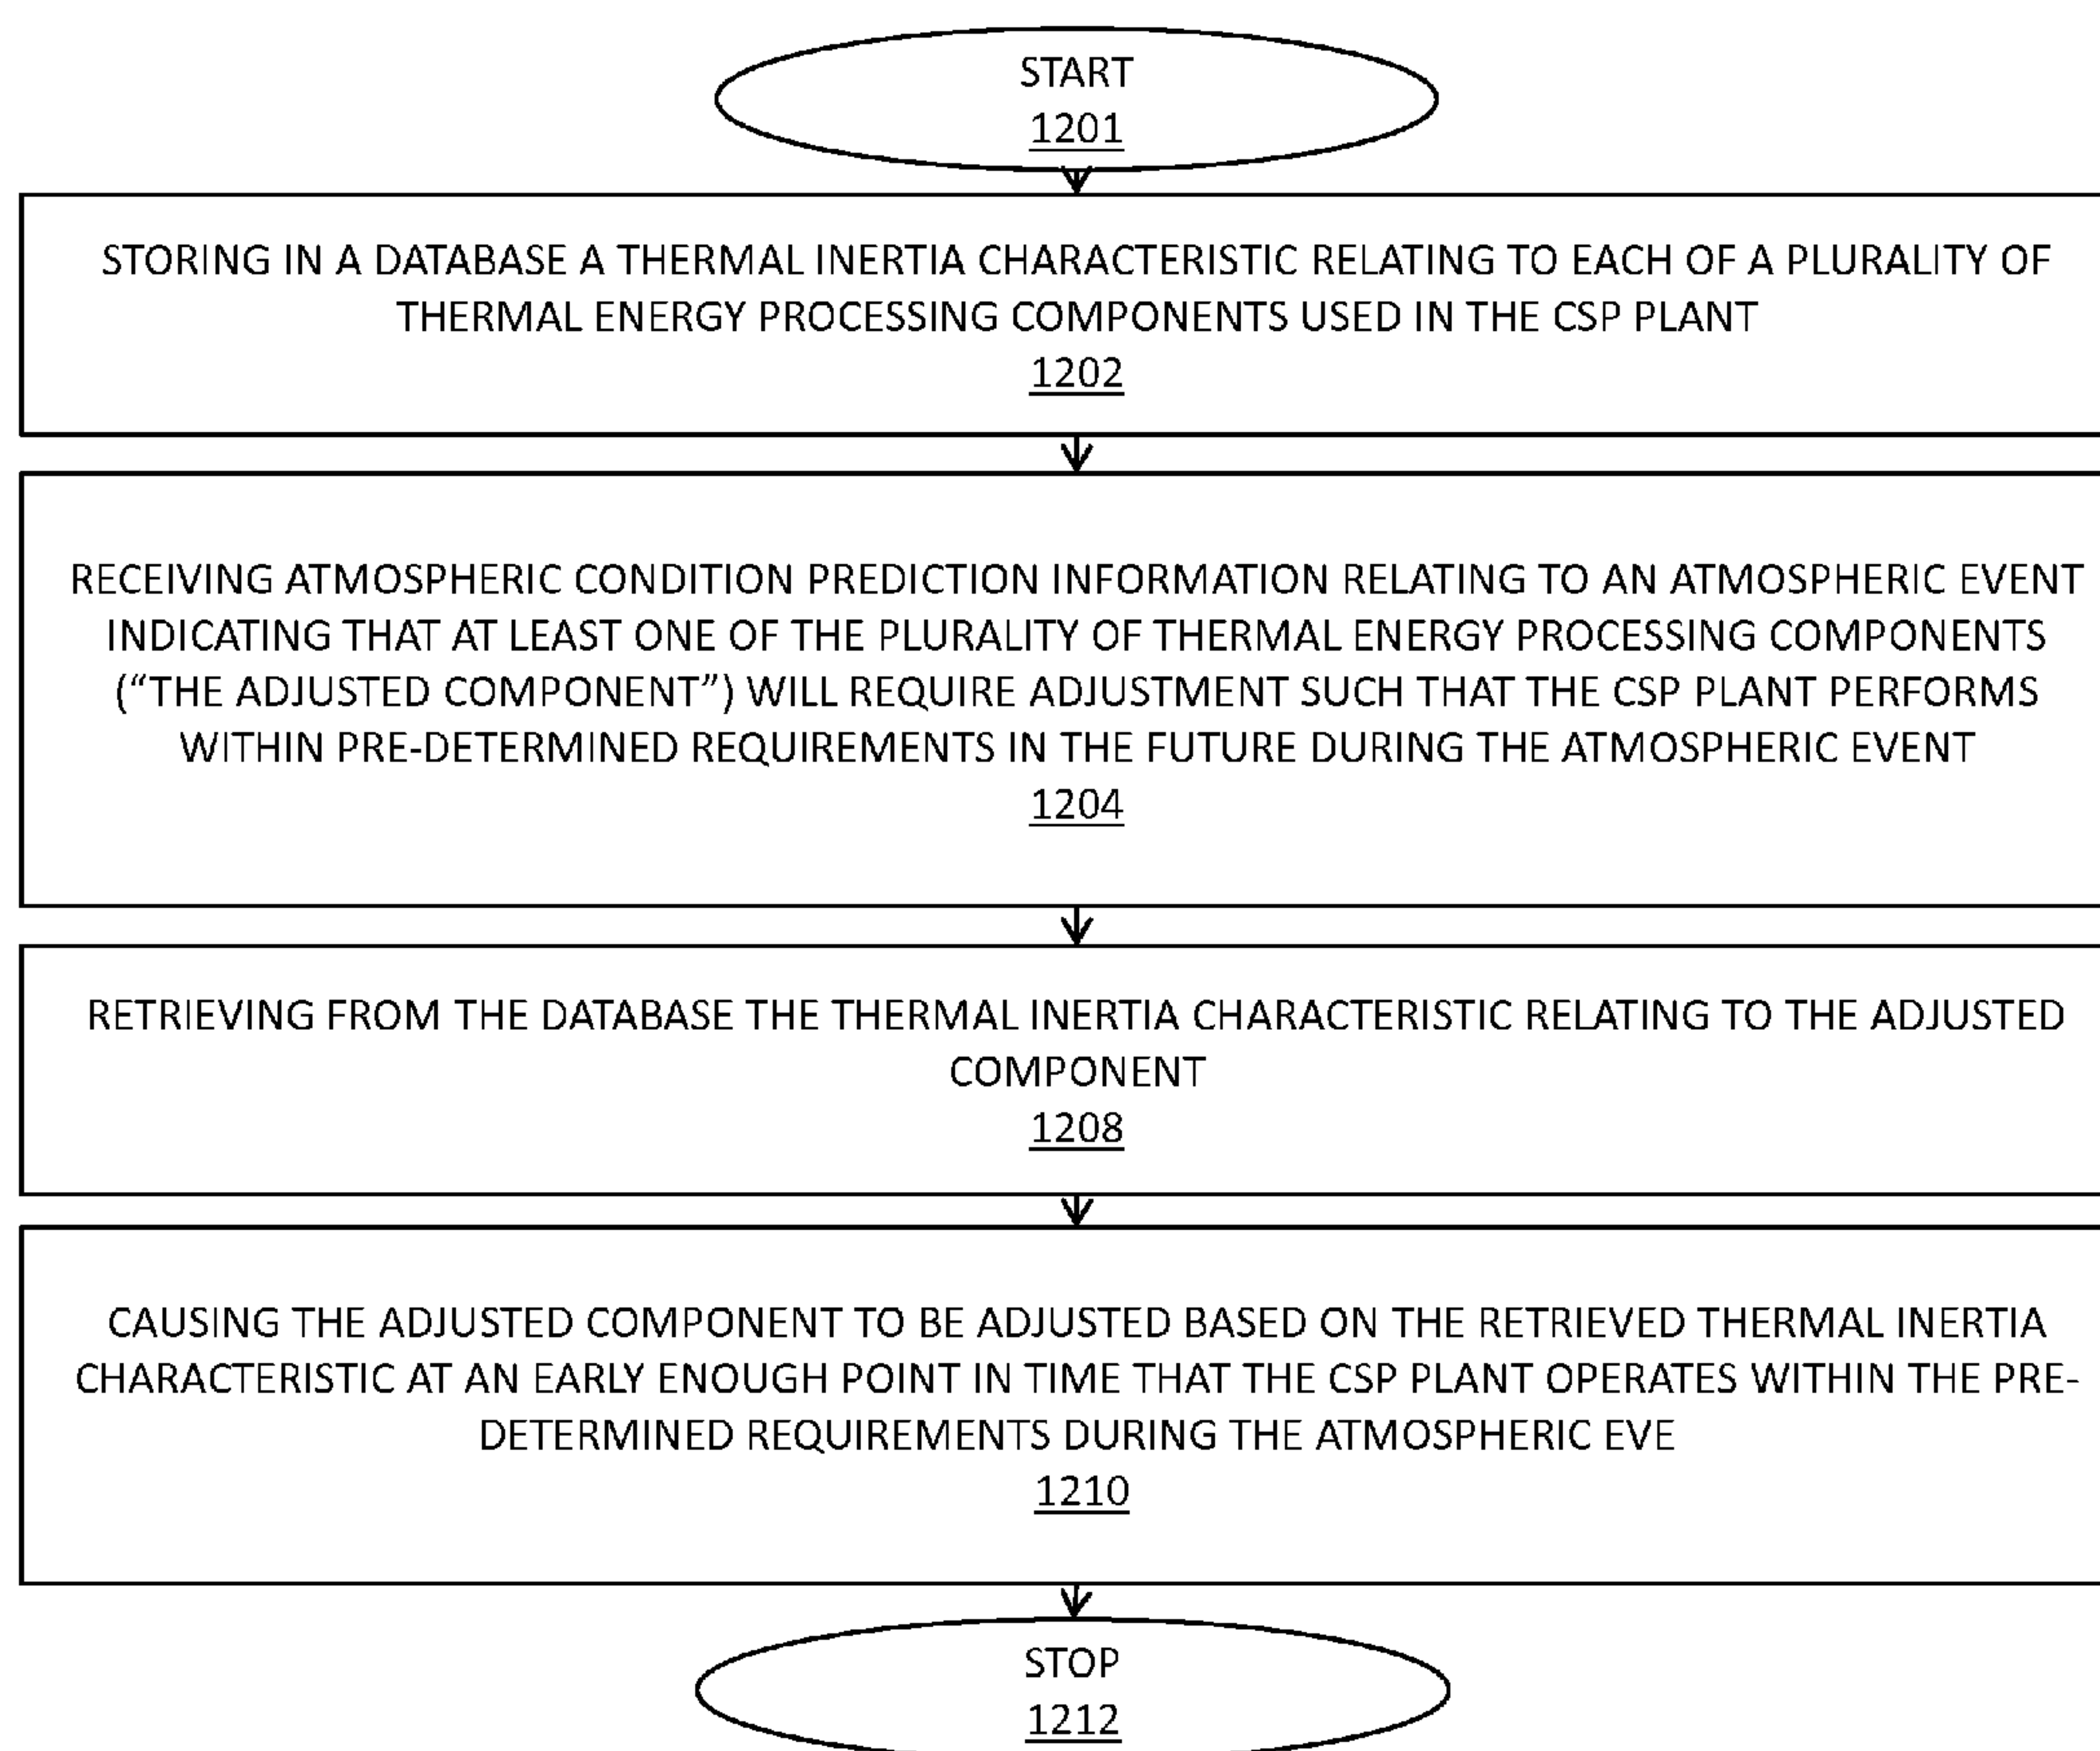 START
1201
STORING IN A DATABASE A THERMAL INERTIA CHARACTERISTIC RELATING TO EACH OF A PLURALITY OF
THERMAL ENERGY PROCESSING COMPONENTS USED IN THE CSP PLANT
1202
RECEIVING ATMOSPHERIC CONDITION PREDICTION INFORMATION RELATING TO AN ATMOSPHERIC EVENT
INDICATING THAT AT LEAST ONE OF THE PLURALITY OF THERMAL ENERGY PROCESSING COMPONENTS
(“THE ADJUSTED COMPONENT”) WILL REQUIRE ADJUSTMENT SUCH THAT THE CSP PLANT PERFORMS
WITHIN PRE-DETERMINED REQUIREMENTS IN THE FUTURE DURING THE ATMOSPHERIC EVENT
1204
RETRIEVING FROM THE DATABASE THE THERMAL INERTIA CHARACTERISTIC RELATING TO THE ADJUSTED
COMPONENT
1208
CAUSING THE ADJUSTED COMPONENT TO BE ADJUSTED BASED ON THE RETRIEVED THERMAL INERTIA
CHARACTERISTIC AT AN EARLY ENOUGH POINT IN TIME THAT THE CSP PLANT OPERATES WITHIN THE PRE-
DETERMINED REQUIREMENTS DURING THE ATMOSPHERIC EVE
1210
STOP
1212